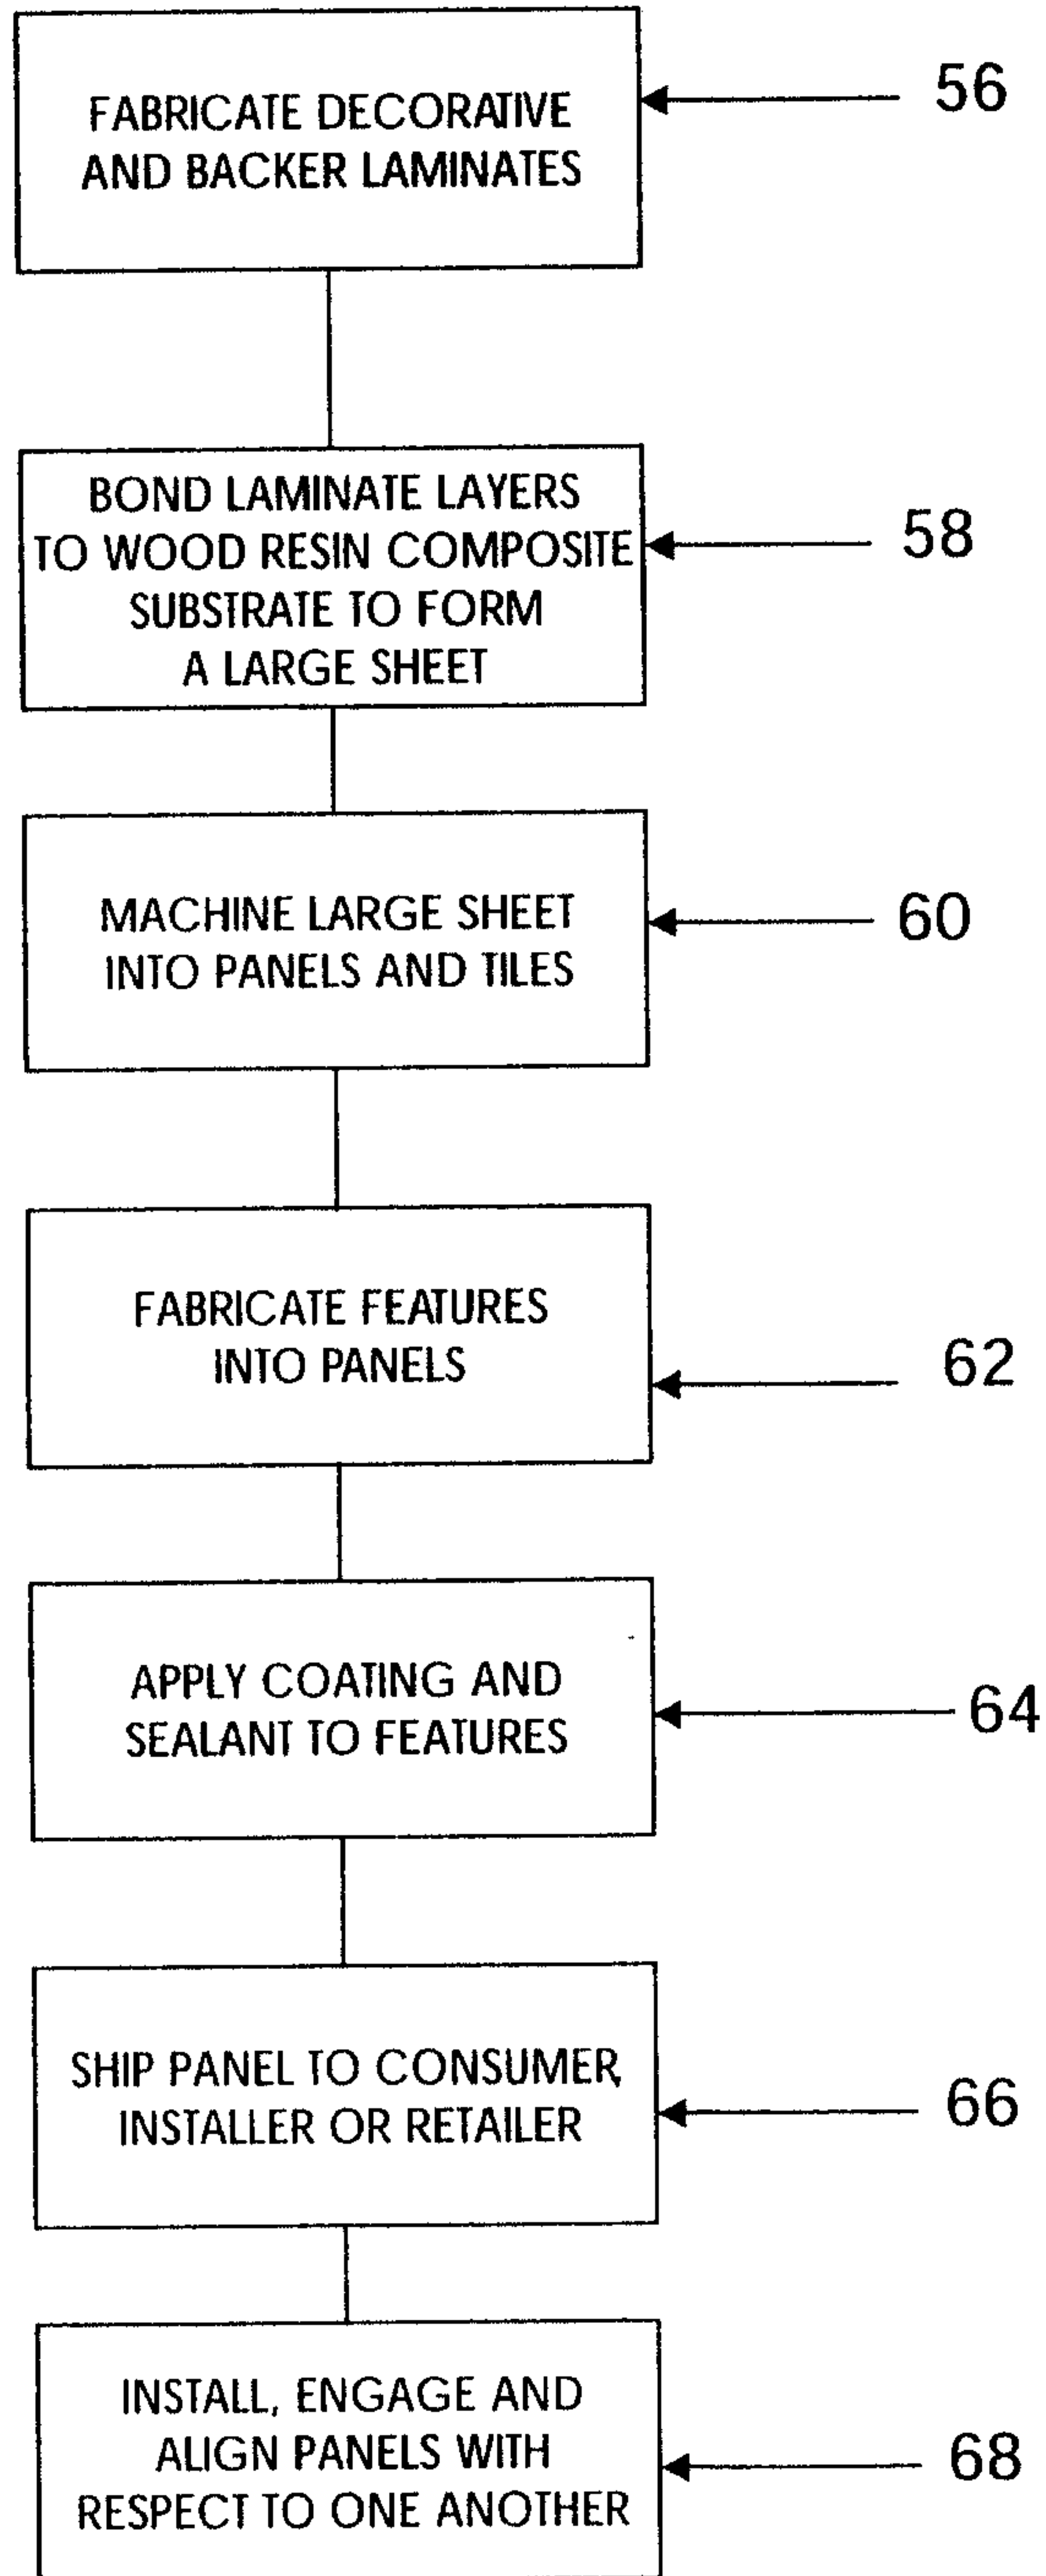 FABRICATE DECORATIVE
AND BACKER LAMINATES
56
BOND LAMINATE LAYERS
TO WOOD RESIN COMPOSITE
SUBSTRATE TO FORM
A LARGE SHEET
58
MACHINE LARGE SHEET
INTO PANELS AND TILES
60
FABRICATE FEATURES
INTO PANELS
62
APPLY COATING AND
SEALANT TO FEATURES
64
SHIP PANEL TO CONSUMER,
INSTALLER OR RETAILER
66
INSTALL, ENGAGE AND
ALIGN PANELS WITH
RESPECT TO ONE ANOTHER
68